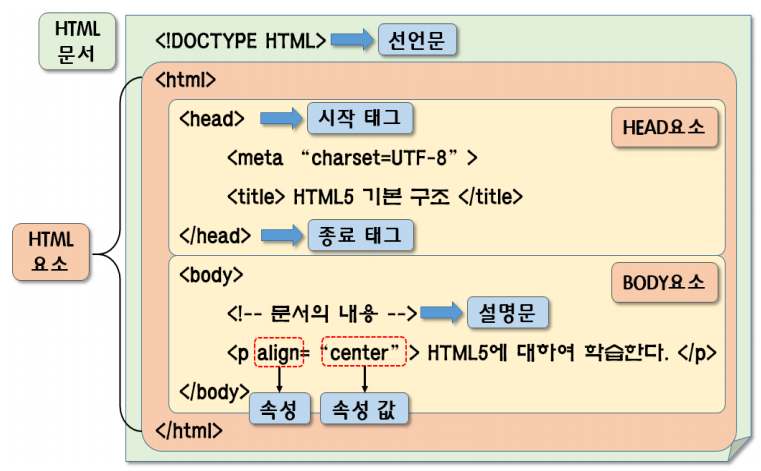 HTML
문서
<!DOCTYPE HTML> 선언문
<html>
<head> 시작 태그
HEAD요소
<meta “charset=UTF-8” >
<title> HTML5 기본 구조 </title>
</head> 종료 태그
HTML
요소
<body>
BODY요소
<!-- 문서의 내용 --> 설명문
<p align= “center” > HTML5에 대하여 학습한다. </p>
</body>
속성 속성 값
</html>